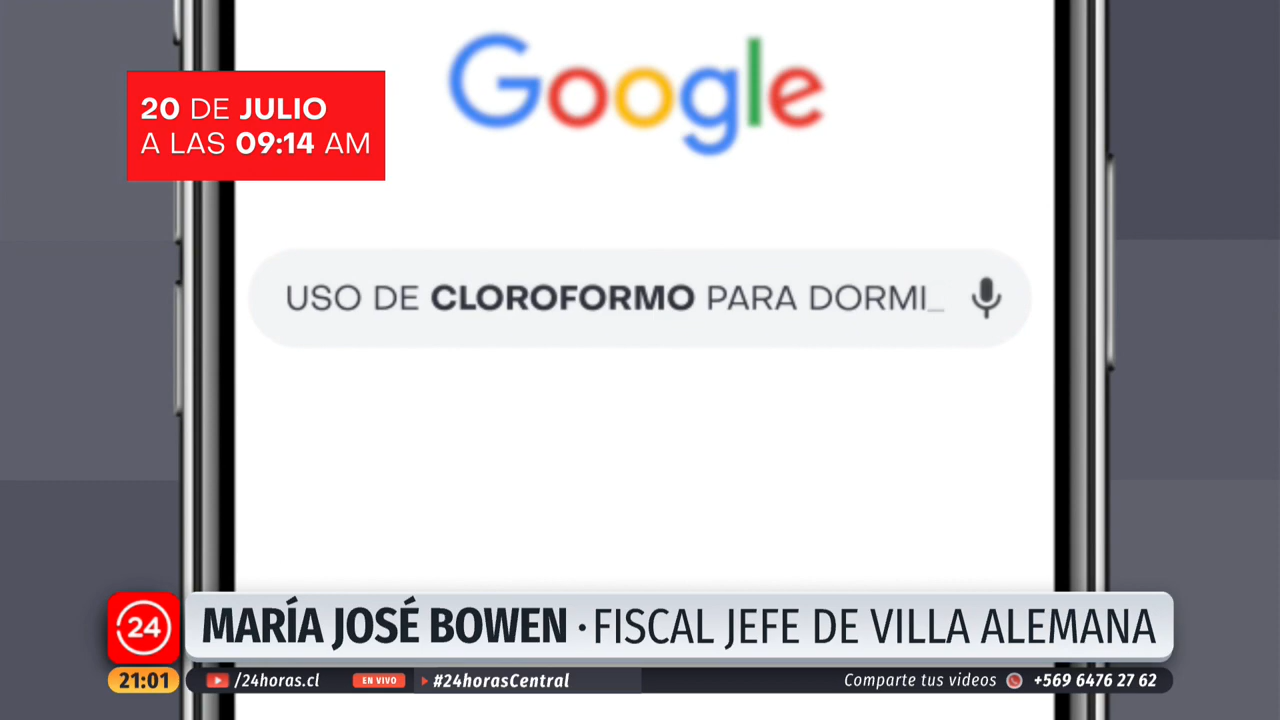 Google
20 DE JULIO
A LAS 09:14 AM
USO DE CLOROFORMO PARA DORMI_
24
MARÍA JOSÉ BOWEN · FISCAL JEFE DE VILLA ALEMANA
21:01 /24horas.cl EN VIVO #24horasCentral Comparte tus videos +569 6476 27 62